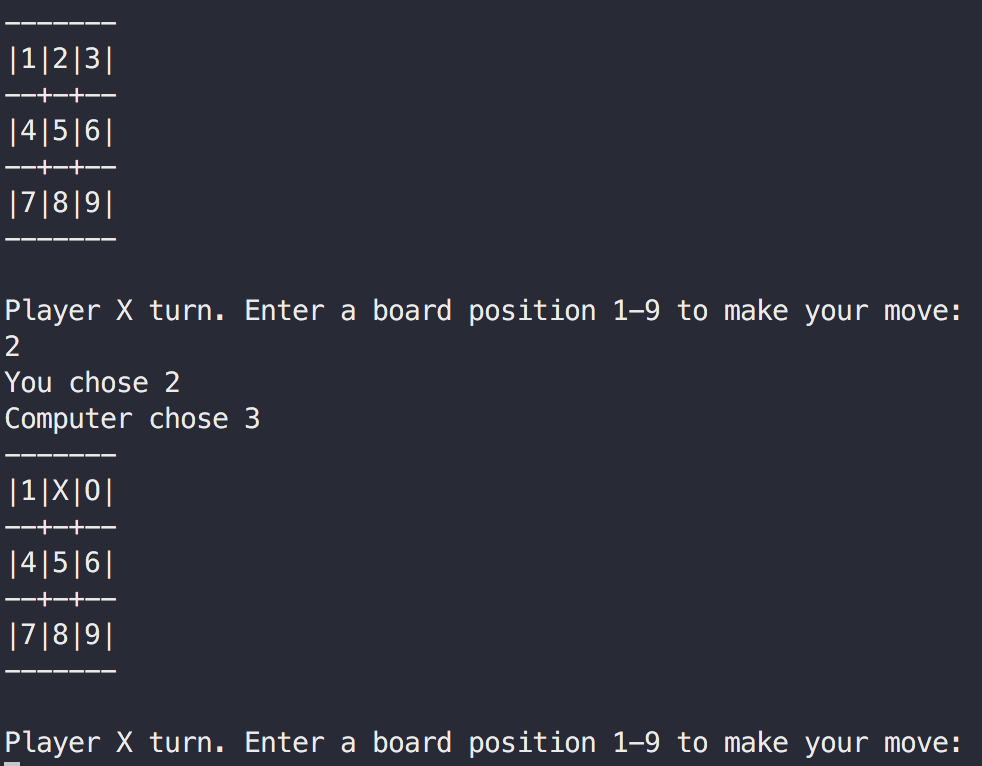 -------
|1|2|3|
--+-+--
|4|5|6|
--+-+--
|7|8|9|
-------
Player X turn. Enter a board position 1-9 to make your move:
2
You chose 2
Computer chose 3
-------
|1|X|O|
--+-+--
|4|5|6|
--+-+--
|7|8|9|
-------
Player X turn. Enter a board position 1-9 to make your move: